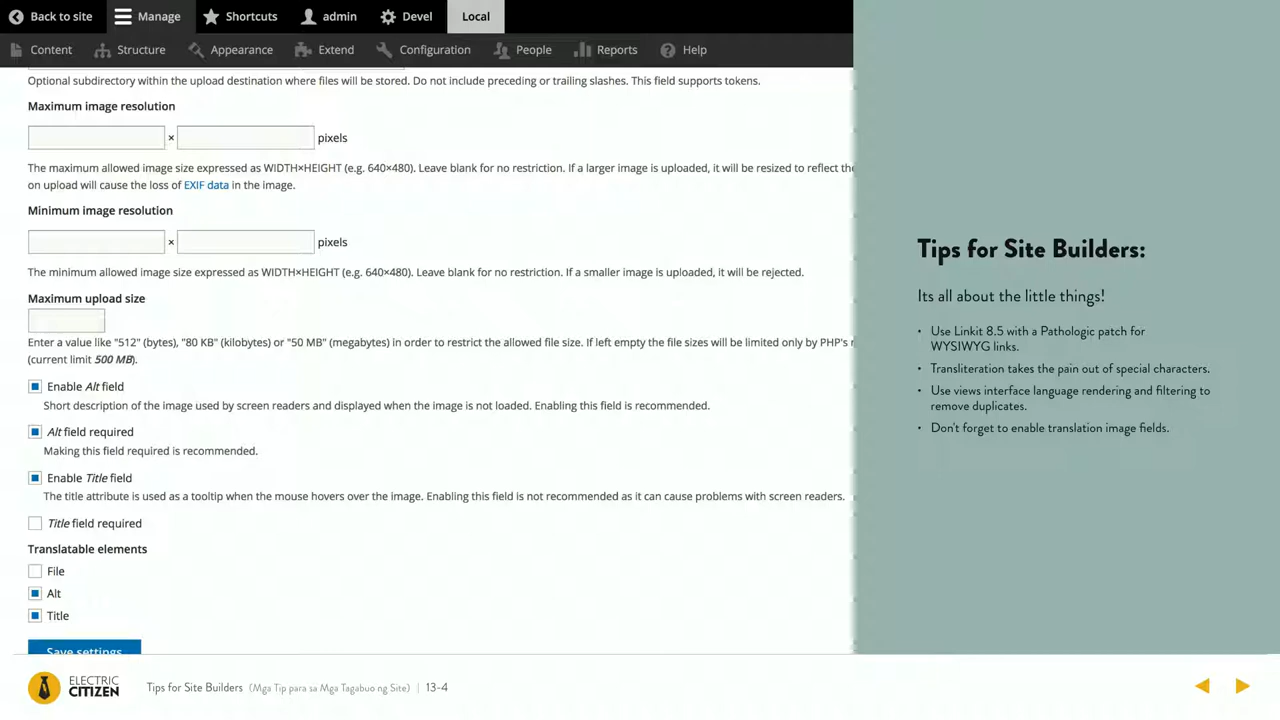 Back to site
Manage
Shortcuts
admin
Devel
Local
Content
Structure
Appearance
Extend
Configuration
People
Reports
Help
Optional subdirectory within the upload destination where files will be stored. Do not include preceding or trailing slashes. This field supports tokens.
Maximum image resolution
× pixels
The maximum allowed image size expressed as WIDTH×HEIGHT (e.g. 640×480). Leave blank for no restriction. If a larger image is uploaded, it will be resized to reflect the
on upload will cause the loss of EXIF data in the image.
Minimum image resolution
× pixels
The minimum allowed image size expressed as WIDTH×HEIGHT (e.g. 640×480). Leave blank for no restriction. If a smaller image is uploaded, it will be rejected.
Maximum upload size
Enter a value like "512" (bytes), "80 KB" (kilobytes) or "50 MB" (megabytes) in order to restrict the allowed file size. If left empty the file sizes will be limited only by PHP's
(current limit 500 MB).
Enable Alt field
Short description of the image used by screen readers and displayed when the image is not loaded. Enabling this field is recommended.
Alt field required
Making this field required is recommended.
Enable Title field
The title attribute is used as a tooltip when the mouse hovers over the image. Enabling this field is not recommended as it can cause problems with screen readers.
Title field required
Translatable elements
File
Alt
Title
Save settings
Tips for Site Builders:
Its all about the little things!
• Use Linkit 8.5 with a Pathologic patch for
WYSIWYG links.
• Transliteration takes the pain out of special characters.
• Use views interface language rendering and filtering to
remove duplicates.
• Don't forget to enable translation image fields.
ELECTRIC
CITIZEN
Tips for Site Builders (Mga Tip para sa Mga Tagabuo ng Site) | 13-4